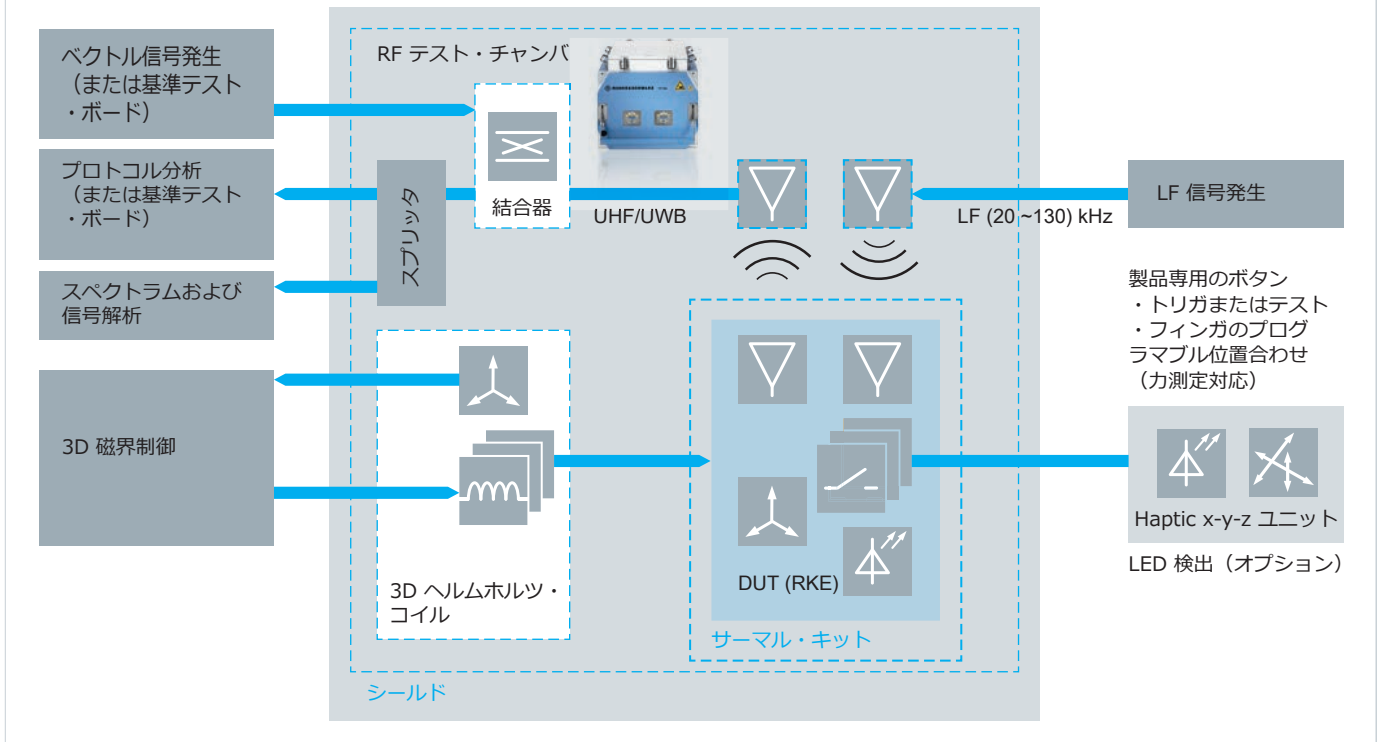 ベクトル信号発生
（または基準テスト
・ボード）
プロトコル分析
（または基準テスト
・ボード）
スペクトラムおよび
信号解析
3D 磁界制御
RF テスト・チャンバ
結合器
スプリッタ
UHF/UWB
LF (20 ~130) kHz
LF 信号発生
製品専用のボタン
・トリガまたはテスト
・フィンガのプログ
ラマブル位置合わせ
（力測定対応）
Haptic x-y-z ユニット
LED 検出（オプション）
3D ヘルムホルツ・
コイル
DUT (RKE)
サーマル・キット
シールド